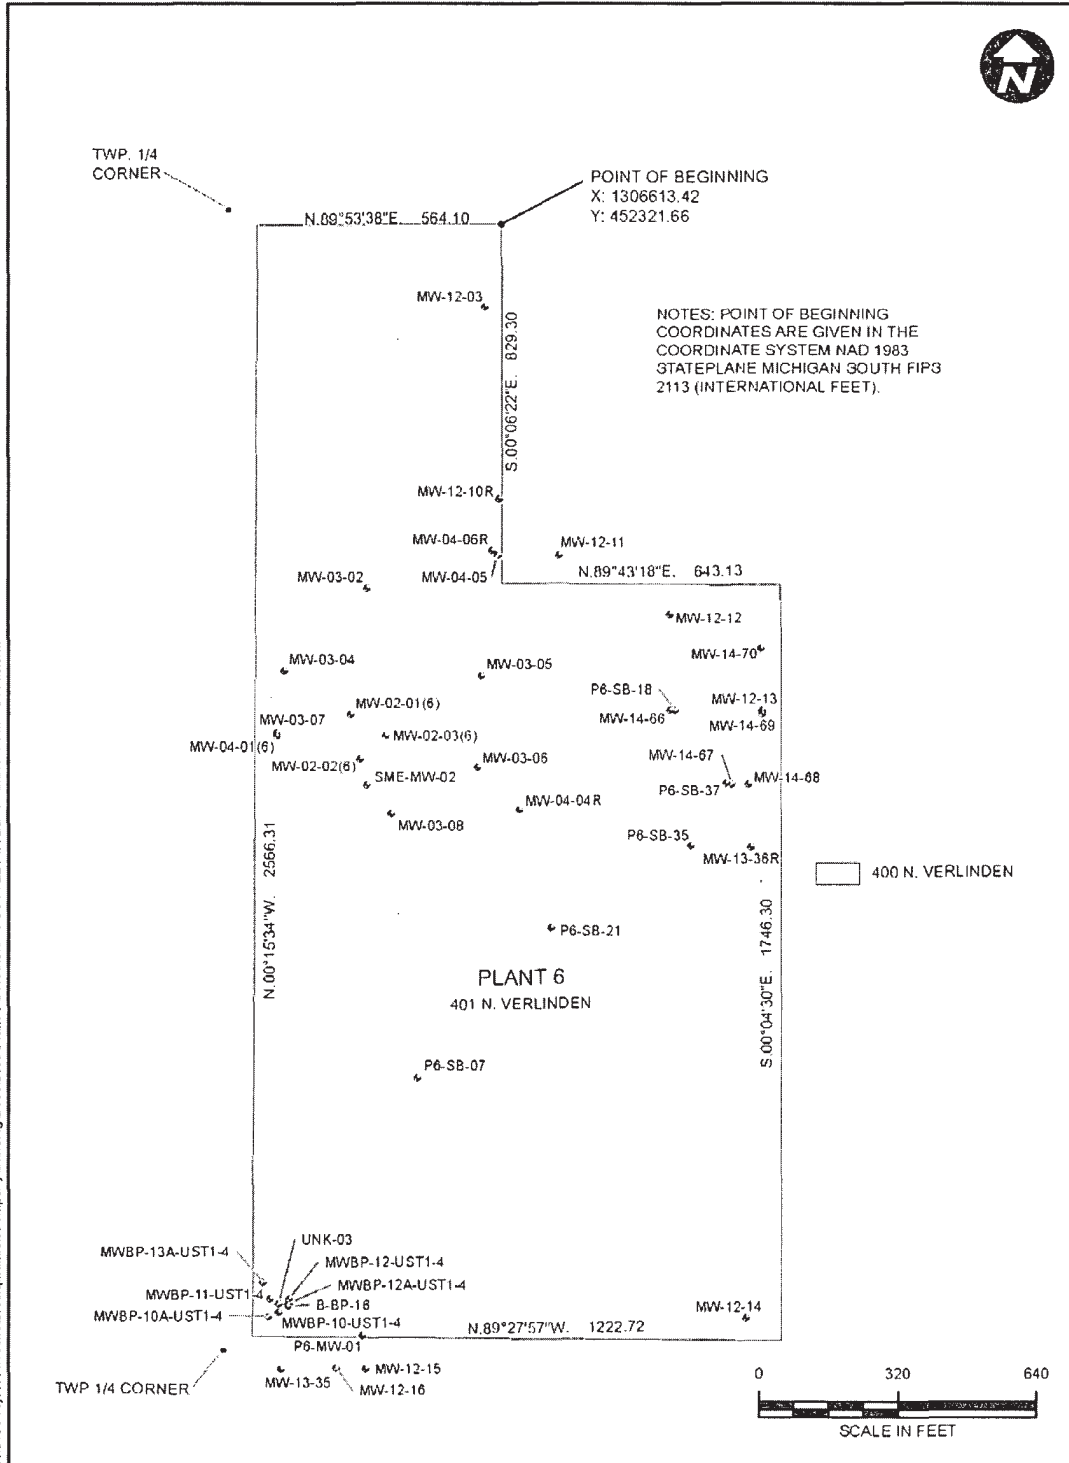 N
TWP. 1/4
CORNER
POINT OF BEGINNING
X: 1306613.42
Y: 452321.66
N.89°53'38"E. 564.10
MW-12-03
S.00°06'22"E. 829.30
NOTES: POINT OF BEGINNING
COORDINATES ARE GIVEN IN THE
COORDINATE SYSTEM NAD 1983
STATEPLANE MICHIGAN SOUTH FIPS
2113 (INTERNATIONAL FEET).
MW-12-10R
MW-04-06R
MW-12-11
MW-03-02
MW-04-05
N.89°43'18"E. 643.13
MW-12-12
MW-14-70
MW-03-04
MW-03-05
P6-SB-18
MW-12-13
MW-02-01(6)
MW-14-66
MW-14-69
MW-03-07
MW-04-01(6)
MW-02-03(6)
MW-02-02(6)
MW-03-06
MW-14-67
SME-MW-02
P6-SB-37
MW-14-68
MW-04-04R
MW-03-08
P6-SB-35
MW-13-36R
400 N. VERLINDEN
N.00°15'34"W. 2566.31
P6-SB-21
S.00°04'30"E. 1746.30
PLANT 6
401 N. VERLINDEN
P6-SB-07
UNK-03
MWBP-13A-UST1-4
MWBP-12-UST1-4
MWBP-12A-UST1-4
MWBP-11-UST1-4
B-BP-18
MWBP-10A-UST1-4
MWBP-10-UST1-4
MW-12-14
N.89°27'57"W. 1222.72
P6-MW-01
MW-12-15
MW-13-35
MW-12-16
TWP 1/4 CORNER
0 320 640
SCALE IN FEET